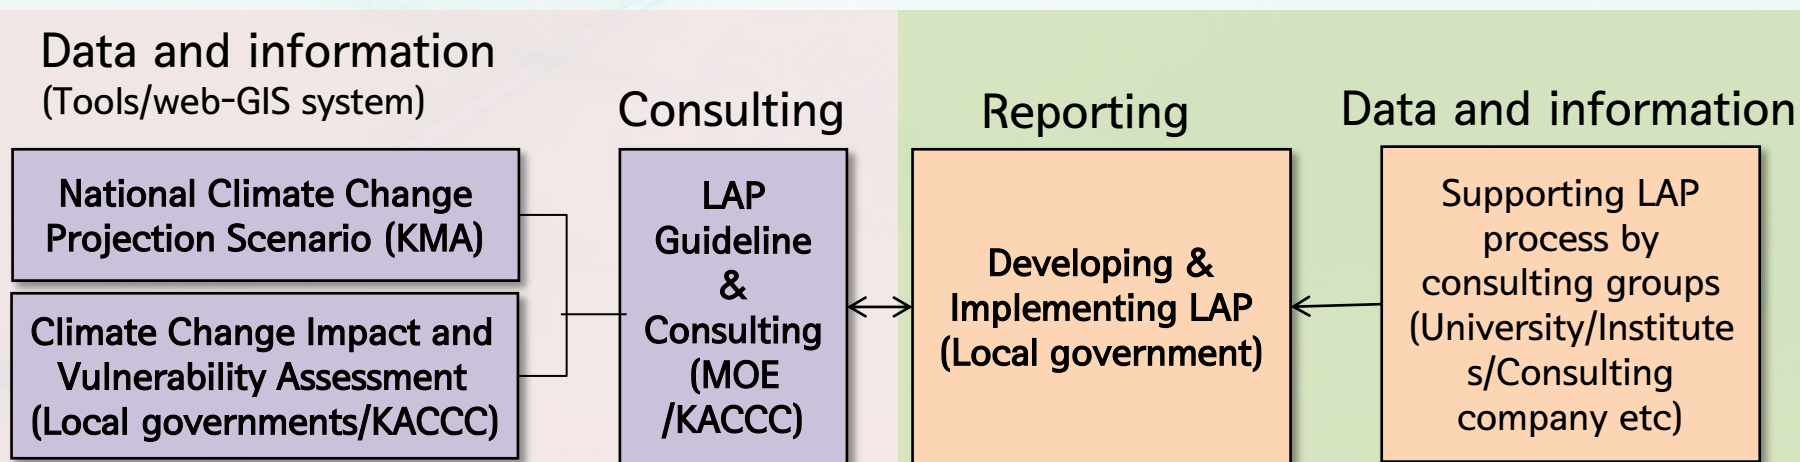 Data and information
(Tools/web-GIS system)
Consulting
Reporting
Data and information
National Climate Change
Projection Scenario (KMA)
Climate Change Impact and
Vulnerability Assessment
(Local governments/KACCC)
LAP
Guideline
&
Consulting
(MOE
/KACCC)
Developing &
Implementing LAP
(Local government)
Supporting LAP
process by
consulting groups
(University/Institute
s/Consulting
company etc)